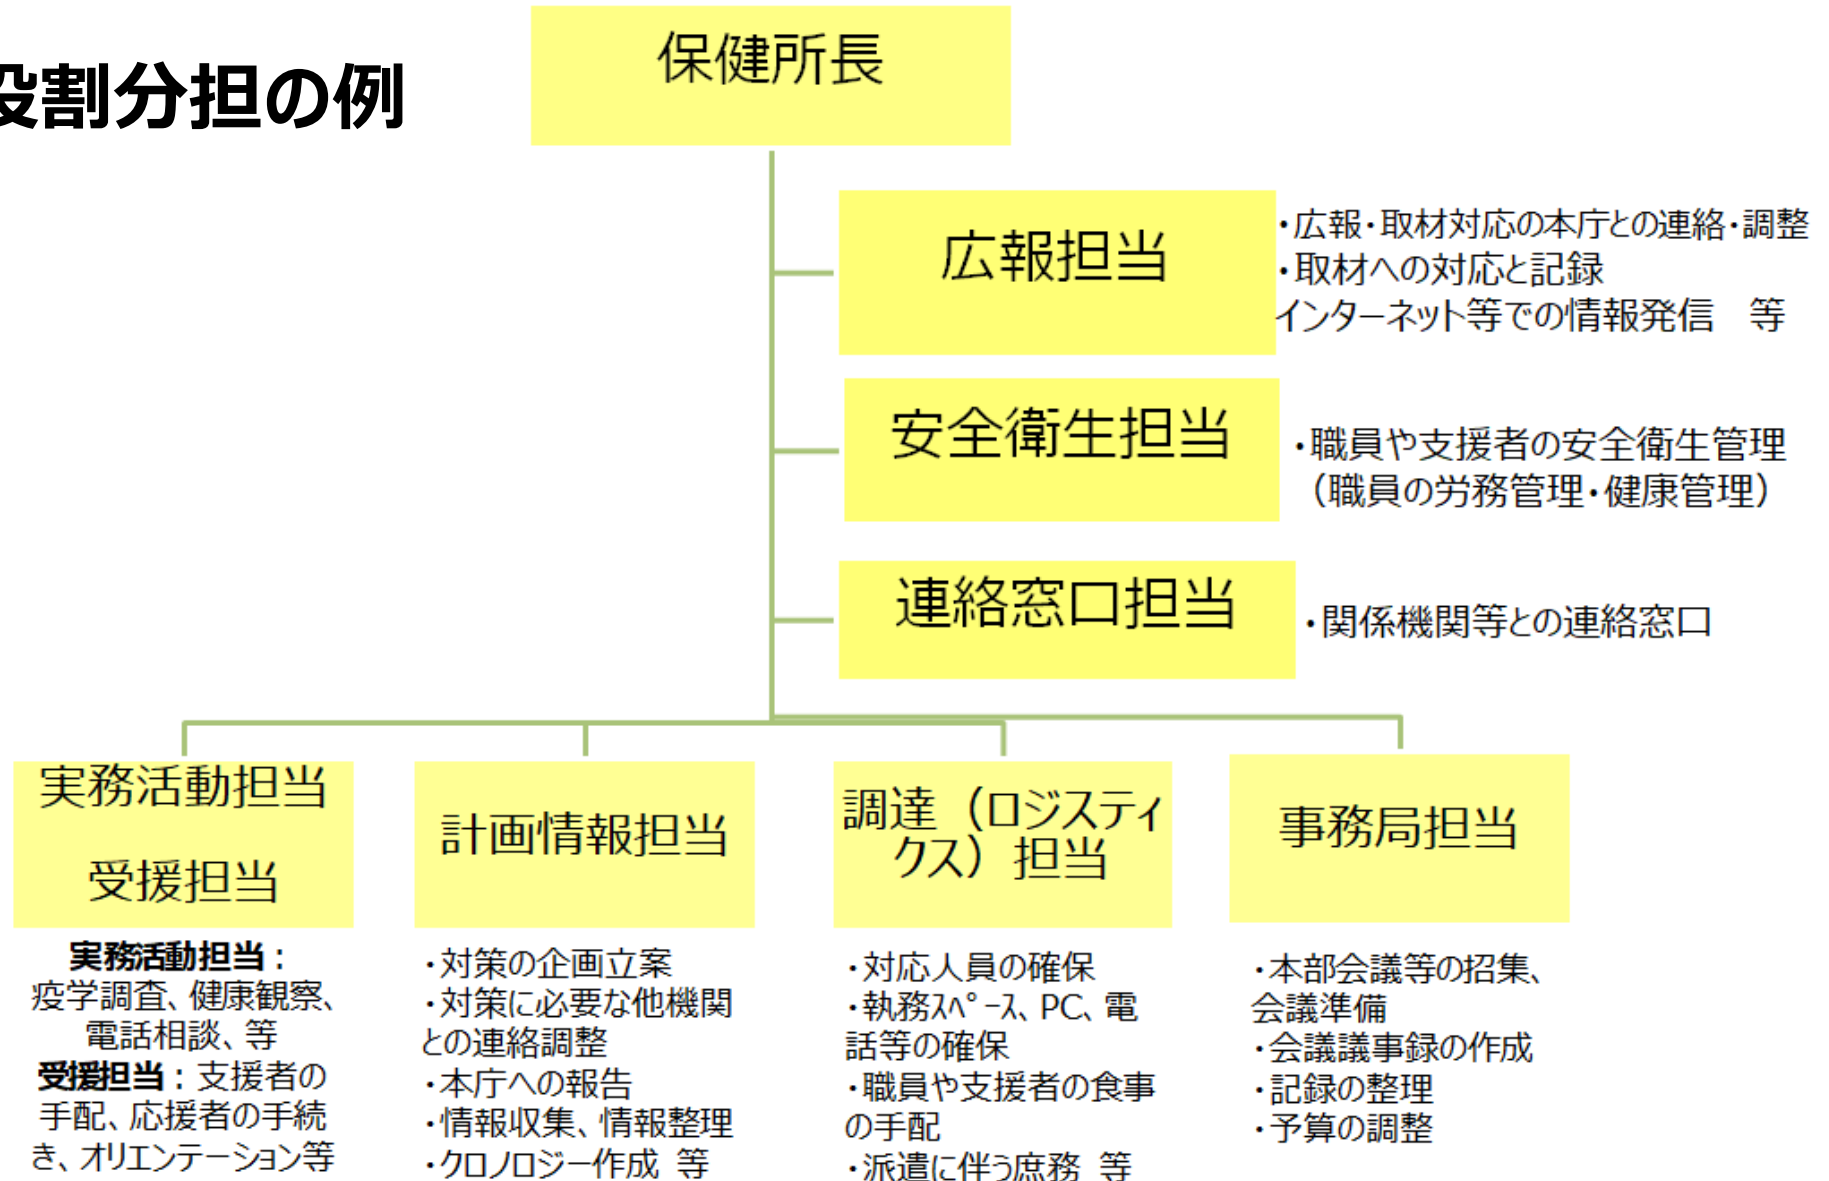 役割分担の例
保健所長
広報担当
・広報・取材対応の本庁との連絡・調整
・取材への対応と記録
インターネット等での情報発信　等
安全衛生担当
・職員や支援者の安全衛生管理
（職員の労務管理・健康管理）
連絡窓口担当
・関係機関等との連絡窓口
実務活動担当
受援担当
実務活動担当：
疫学調査、健康観察、
電話相談、等
受援担当：支援者の
手配、応援者の手続
き、オリエンテーション等
計画情報担当
・対策の企画立案
・対策に必要な他機関
との連絡調整
・本庁への報告
・情報収集、情報整理
・クロノロジー作成 等
調達（ロジスティ
クス）担当
・対応人員の確保
・執務ｽﾍﾟｰｽ、PC、電
話等の確保
・職員や支援者の食事
の手配
・派遣に伴う庶務 等
事務局担当
・本部会議等の招集、
会議準備
・会議議事録の作成
・記録の整理
・予算の調整